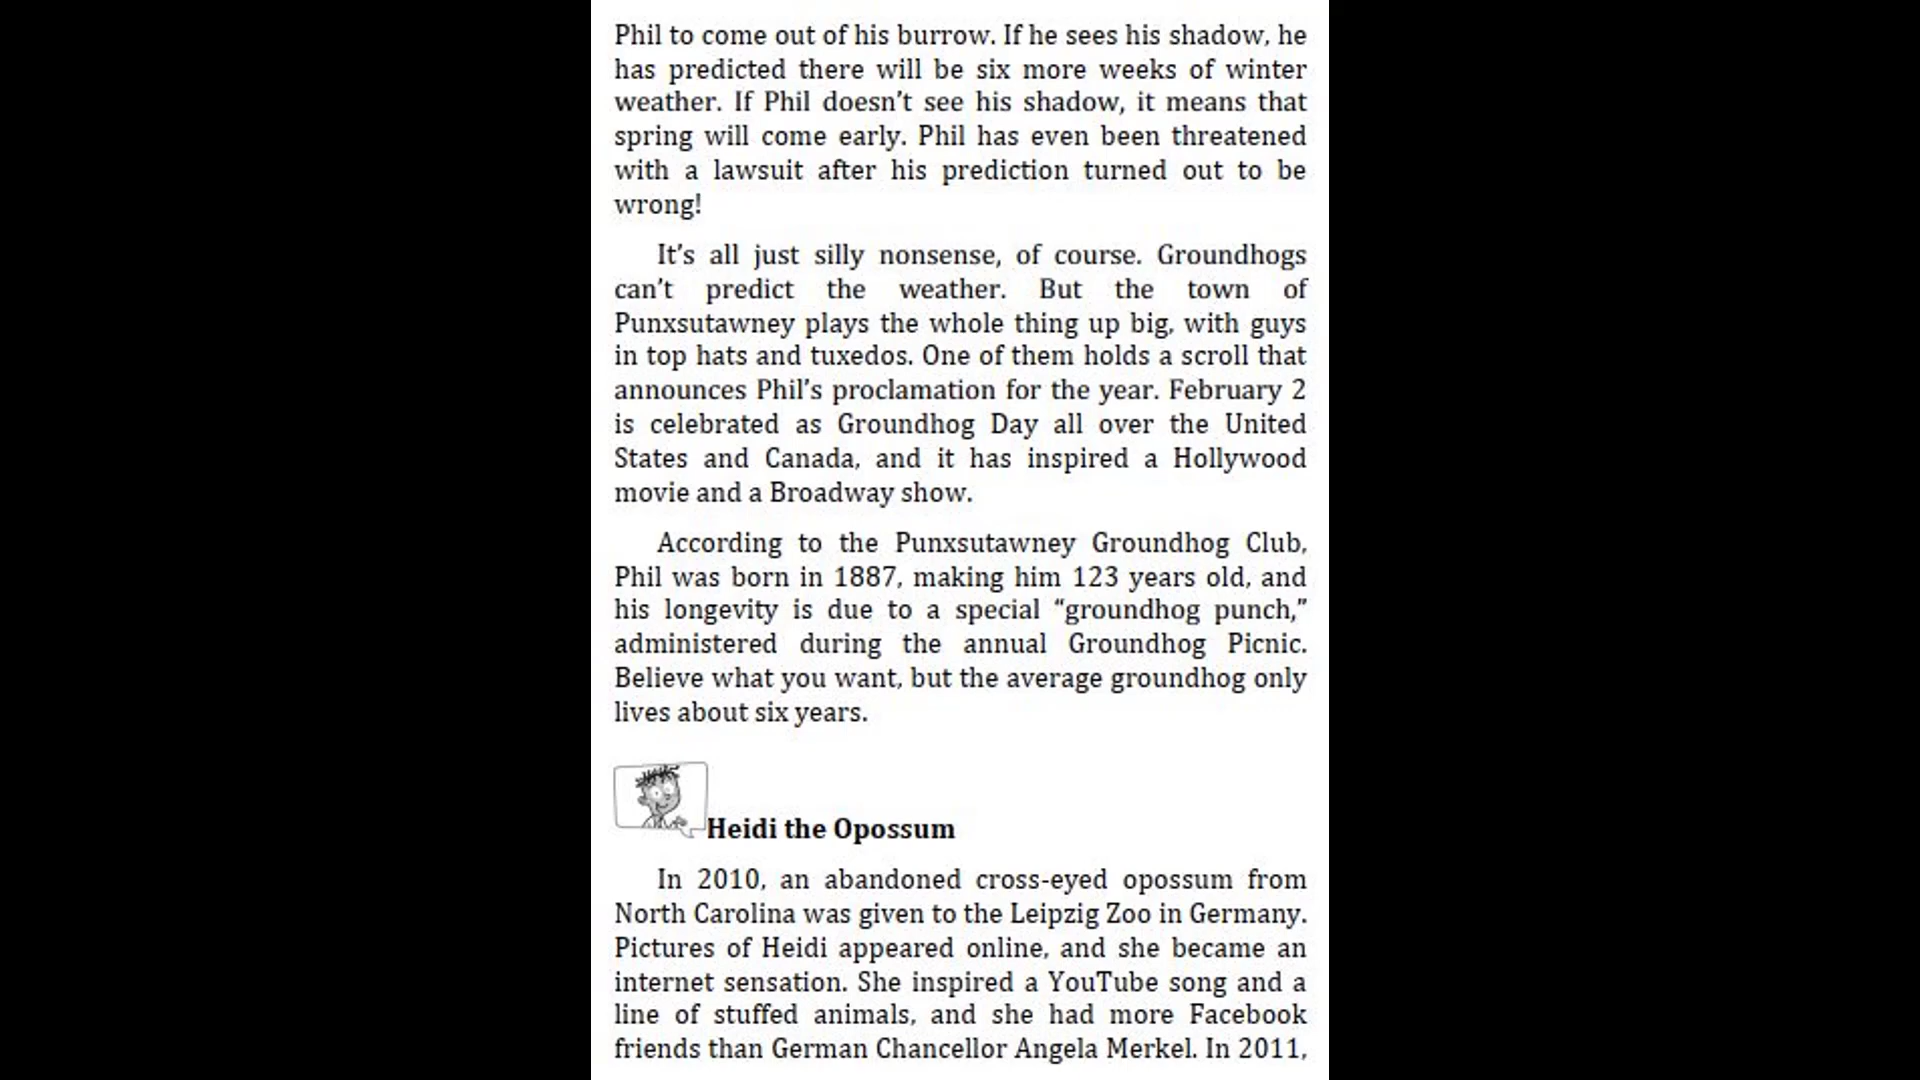 Phil to come out of his burrow. If he sees his shadow, he
has predicted there will be six more weeks of winter
weather. If Phil doesn’t see his shadow, it means that
spring will come early. Phil has even been threatened
with a lawsuit after his prediction turned out to be
wrong!
It’s all just silly nonsense, of course. Groundhogs
can’t predict the weather. But the town of
Punxsutawney plays the whole thing up big, with guys
in top hats and tuxedos. One of them holds a scroll that
announces Phil’s proclamation for the year. February 2
is celebrated as Groundhog Day all over the United
States and Canada, and it has inspired a Hollywood
movie and a Broadway show.
According to the Punxsutawney Groundhog Club,
Phil was born in 1887, making him 123 years old, and
his longevity is due to a special “groundhog punch,”
administered during the annual Groundhog Picnic.
Believe what you want, but the average groundhog only
lives about six years.
Heidi the Opossum
In 2010, an abandoned cross-eyed opossum from
North Carolina was given to the Leipzig Zoo in Germany.
Pictures of Heidi appeared online, and she became an
internet sensation. She inspired a YouTube song and a
line of stuffed animals, and she had more Facebook
friends than German Chancellor Angela Merkel. In 2011,